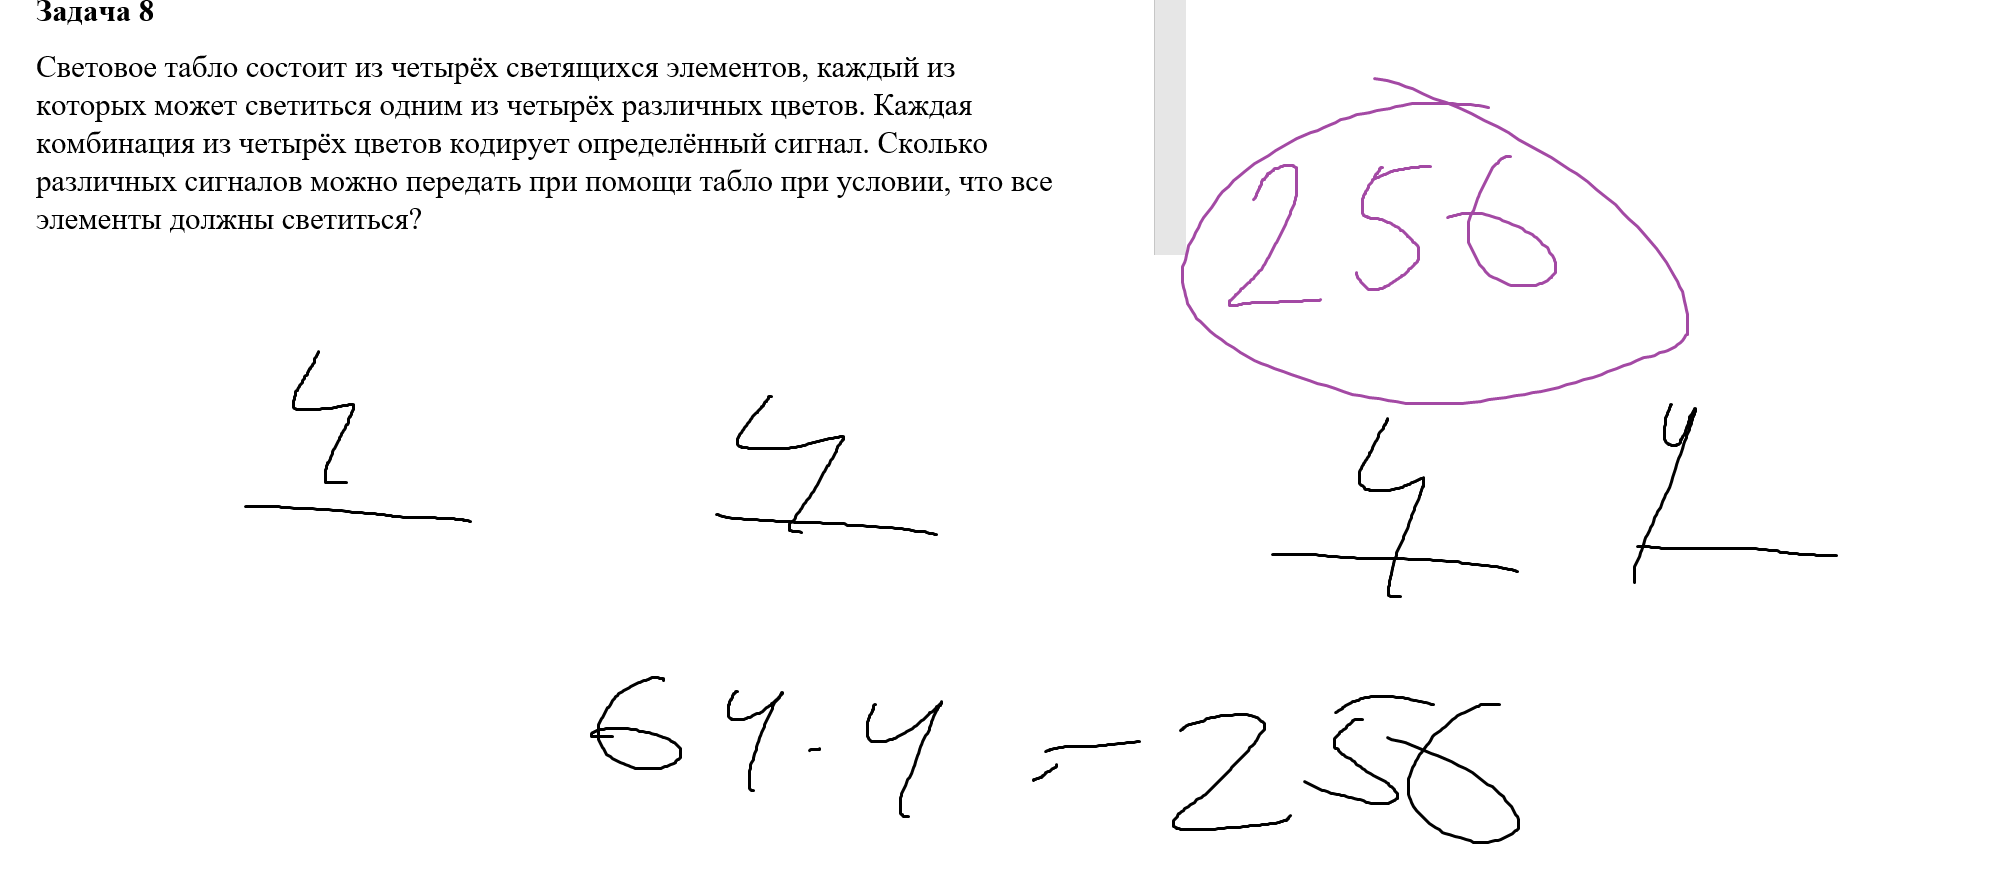 Задача 8
Световое табло состоит из четырёх светящихся элементов, каждый из
которых может светиться одним из четырёх различных цветов. Каждая
комбинация из четырёх цветов кодирует определённый сигнал. Сколько
различных сигналов можно передать при помощи табло при условии, что все
элементы должны светиться?
256
4 4 4 4
64 · 4 = 256